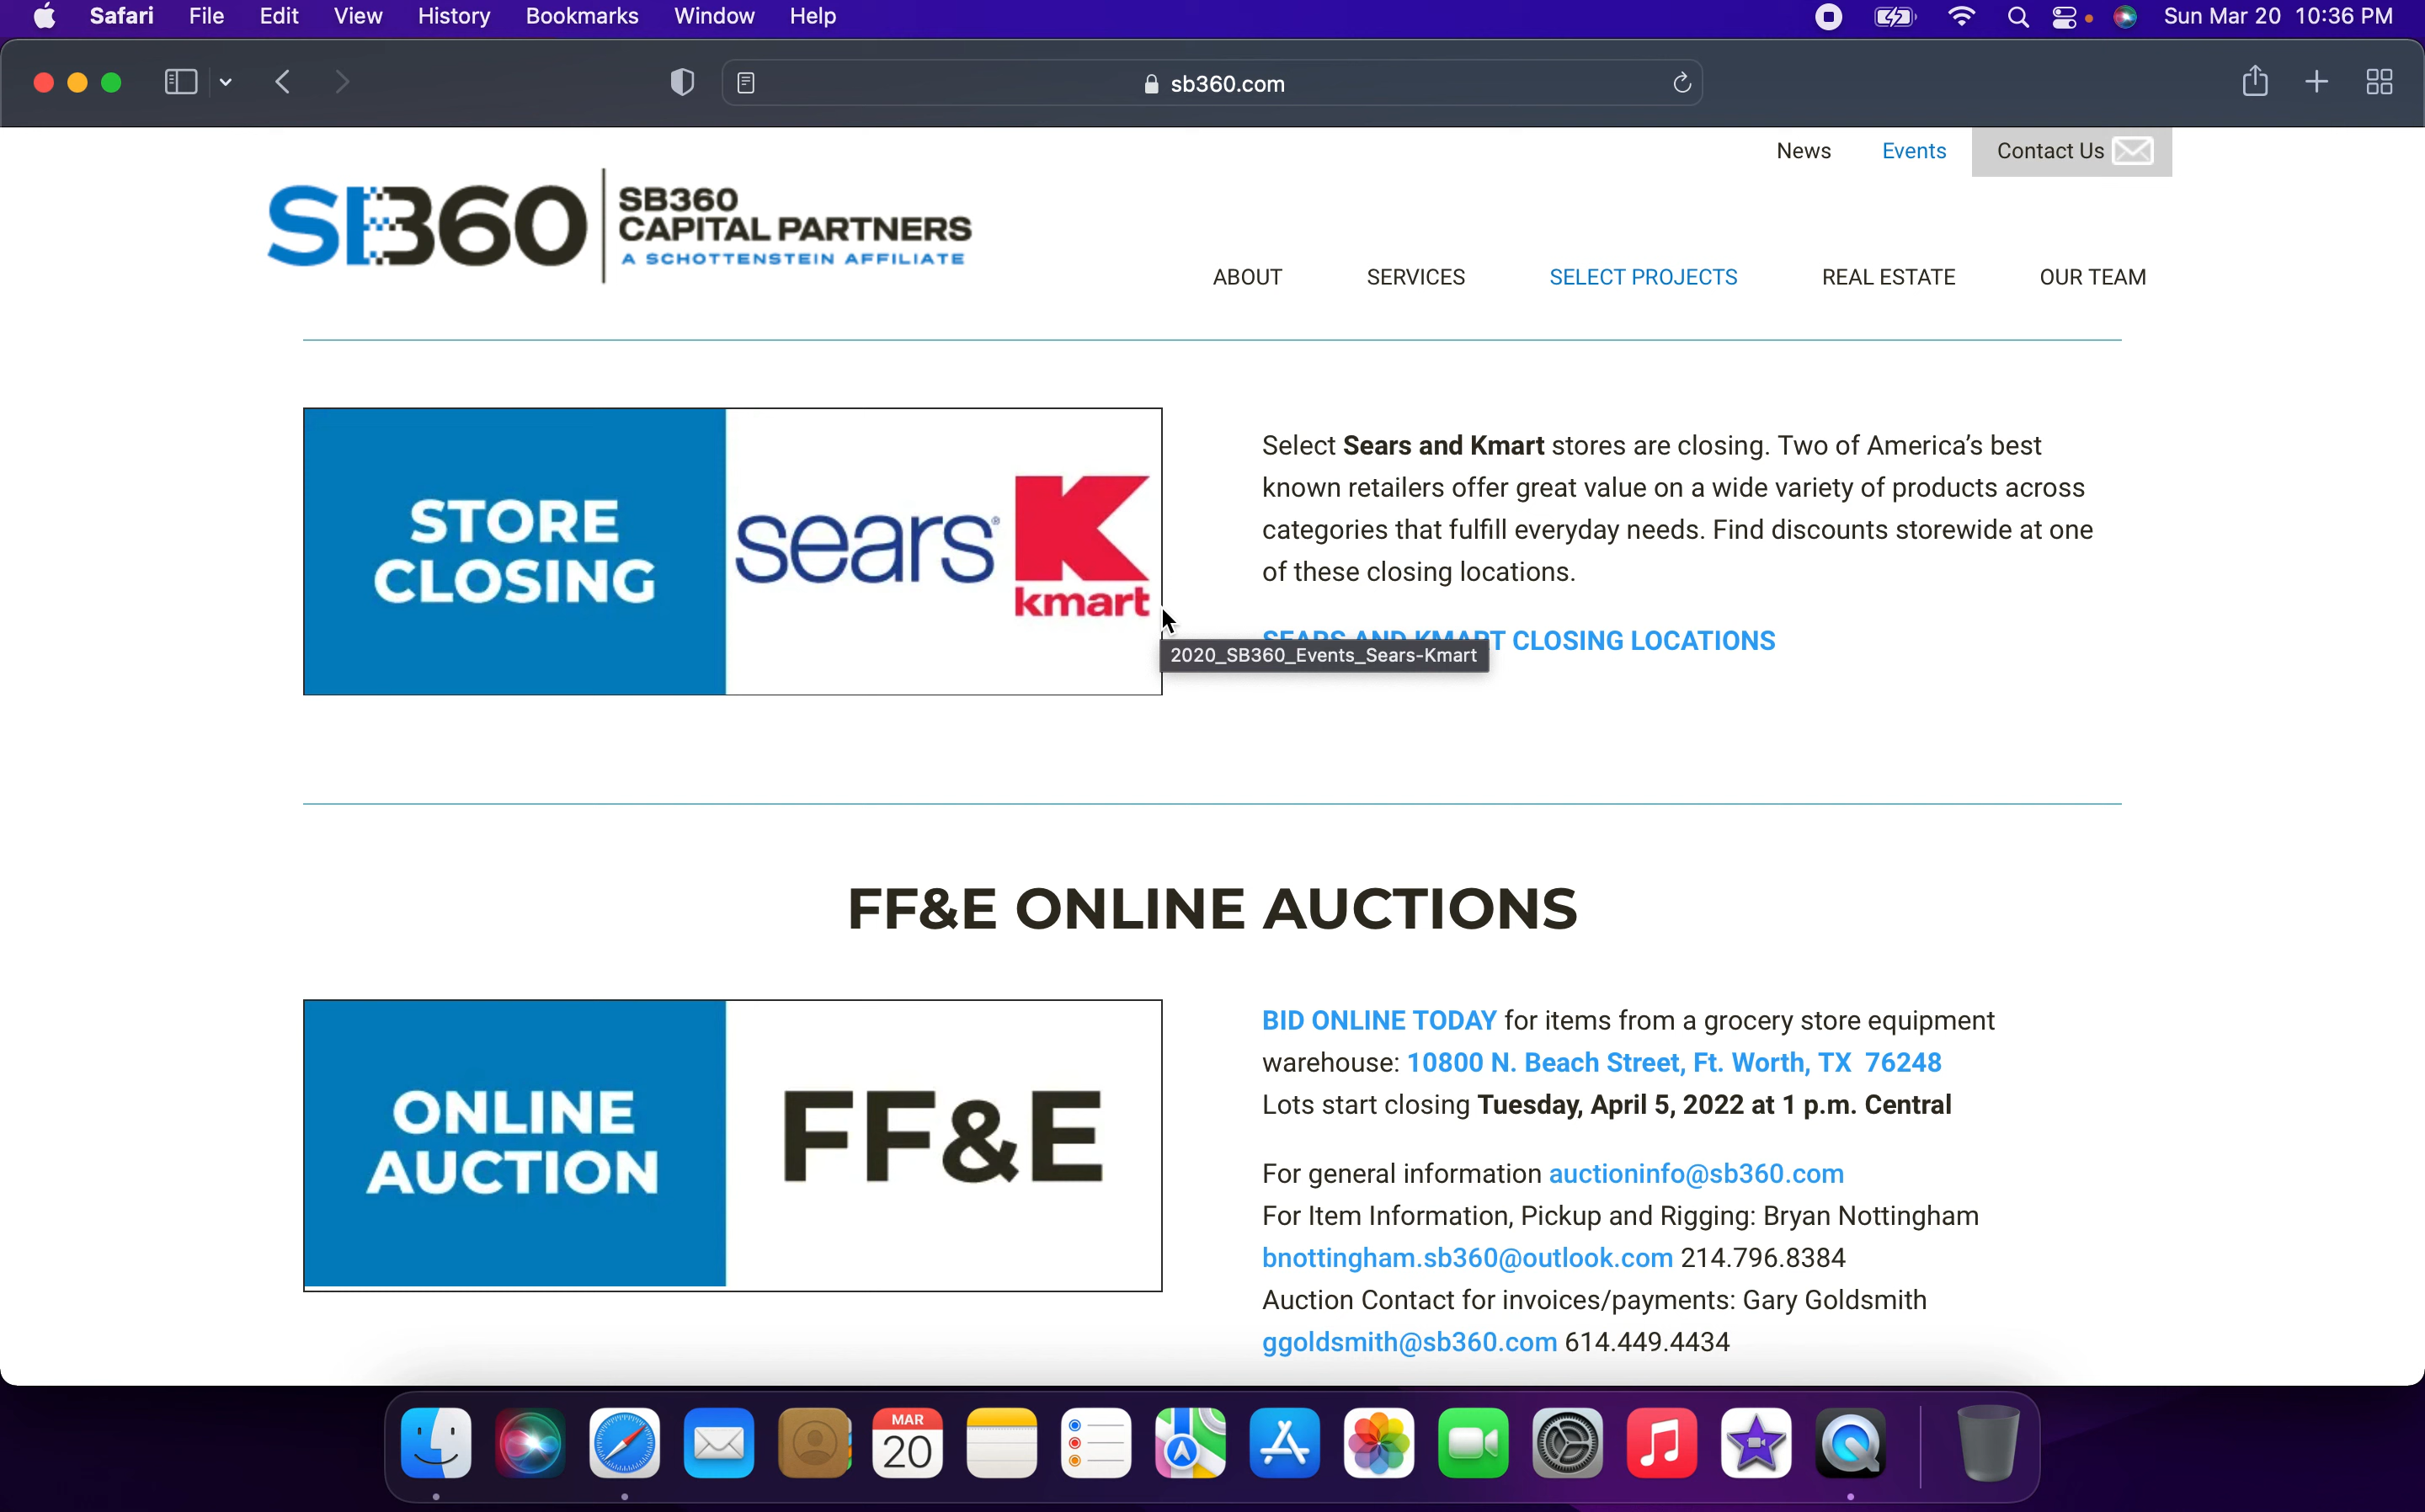 Safari File Edit View History Bookmarks Window Help Sun Mar 20 10:36 PM
sb360.com
News Events Contact Us
SB360 SB360
CAPITAL PARTNERS
A SCHOTTENSTEIN AFFILIATE
ABOUT SERVICES SELECT PROJECTS REAL ESTATE OUR TEAM
STORE
CLOSING
sears®
K
kmart
Select Sears and Kmart stores are closing. Two of America's best
known retailers offer great value on a wide variety of products across
categories that fulfill everyday needs. Find discounts storewide at one
of these closing locations.
SEARS AND KMART CLOSING LOCATIONS
2020_SB360_Events_Sears-Kmart
FF&E ONLINE AUCTIONS
ONLINE
AUCTION
FF&E
BID ONLINE TODAY for items from a grocery store equipment
warehouse: 10800 N. Beach Street, Ft. Worth, TX 76248
Lots start closing Tuesday, April 5, 2022 at 1 p.m. Central
For general information auctioninfo@sb360.com
For Item Information, Pickup and Rigging: Bryan Nottingham
bnottingham.sb360@outlook.com 214.796.8384
Auction Contact for invoices/payments: Gary Goldsmith
ggoldsmith@sb360.com 614.449.4434
MAR
20